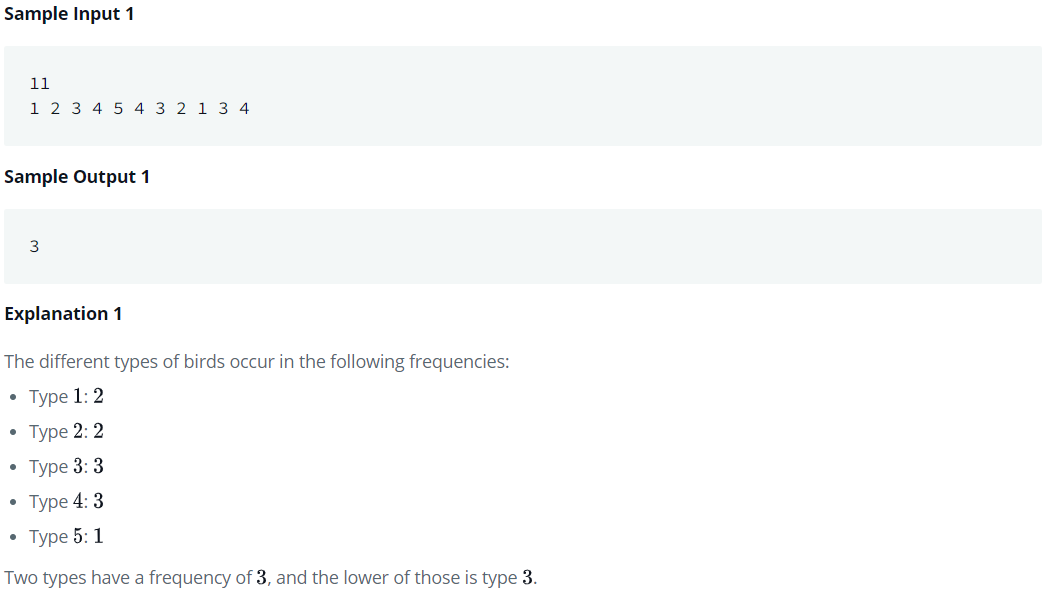 Sample Input 1
11
1 2 3 4 5 4 3 2 1 3 4
Sample Output 1
3
Explanation 1
The different types of birds occur in the following frequencies:
• Type 1: 2
• Type 2: 2
• Type 3: 3
• Type 4: 3
• Type 5: 1
Two types have a frequency of 3, and the lower of those is type 3.